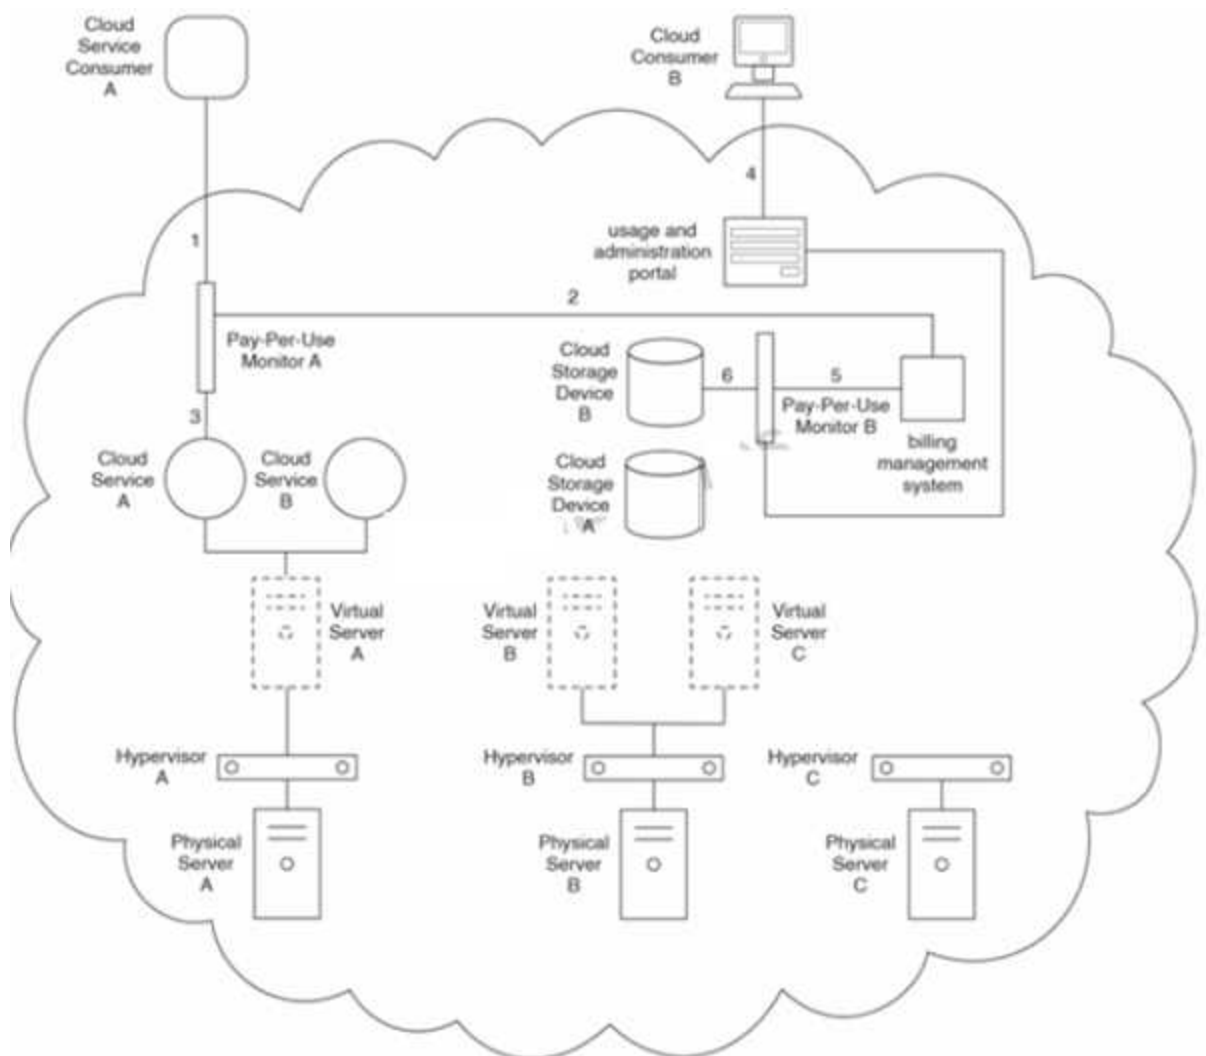 Cloud
Service
Consumer
A
Cloud
Consumer
B
4
1
usage and
administration
portal
2
Pay-Per-Use
Monitor A
Cloud
Storage
Device
B
6
5
Pay-Per-Use
Monitor B
billing
management
system
3
Cloud
Service
A
Cloud
Service
B
Cloud
Storage
Device
A
Virtual
Server
A
Virtual
Server
B
Virtual
Server
C
Hypervisor
A
Hypervisor
B
Hypervisor
C
Physical
Server
A
Physical
Server
B
Physical
Server
C